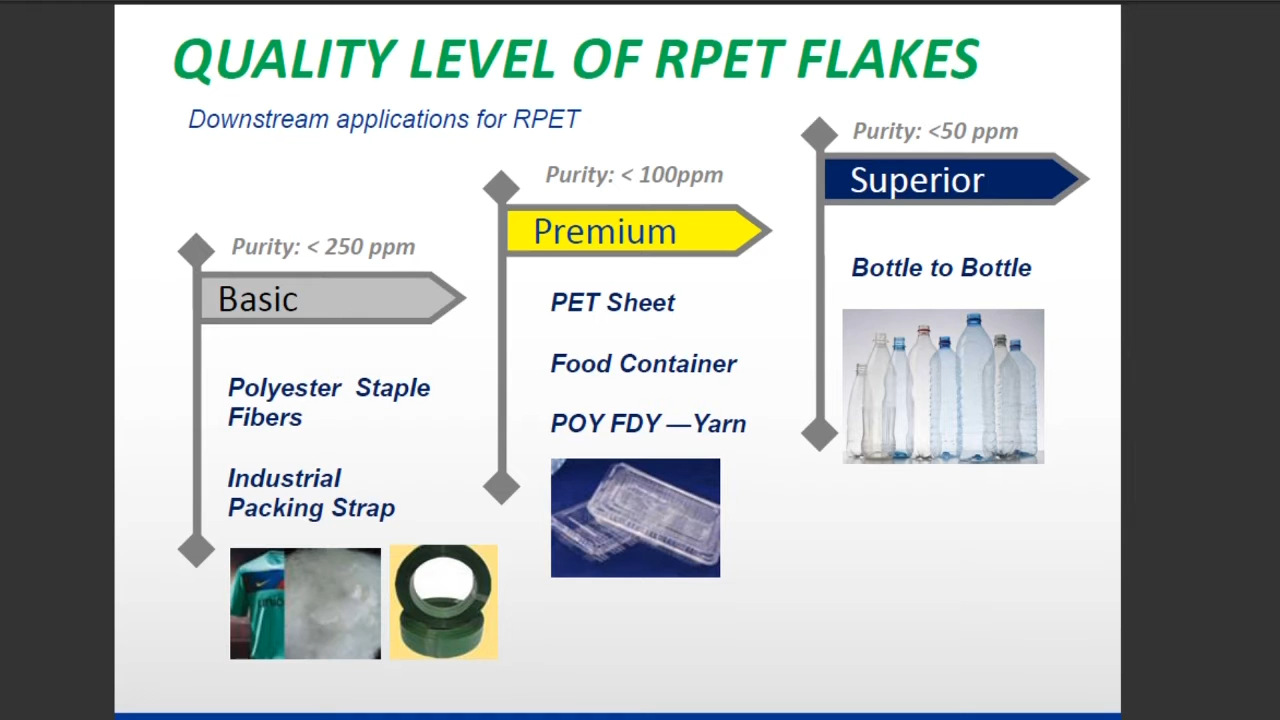 QUALITY LEVEL OF RPET FLAKES
Downstream applications for RPET
Purity: < 250 ppm
Basic
Polyester Staple
Fibers
Industrial
Packing Strap
Purity: < 100ppm
Premium
PET Sheet
Food Container
POY FDY —Yarn
Purity: <50 ppm
Superior
Bottle to Bottle